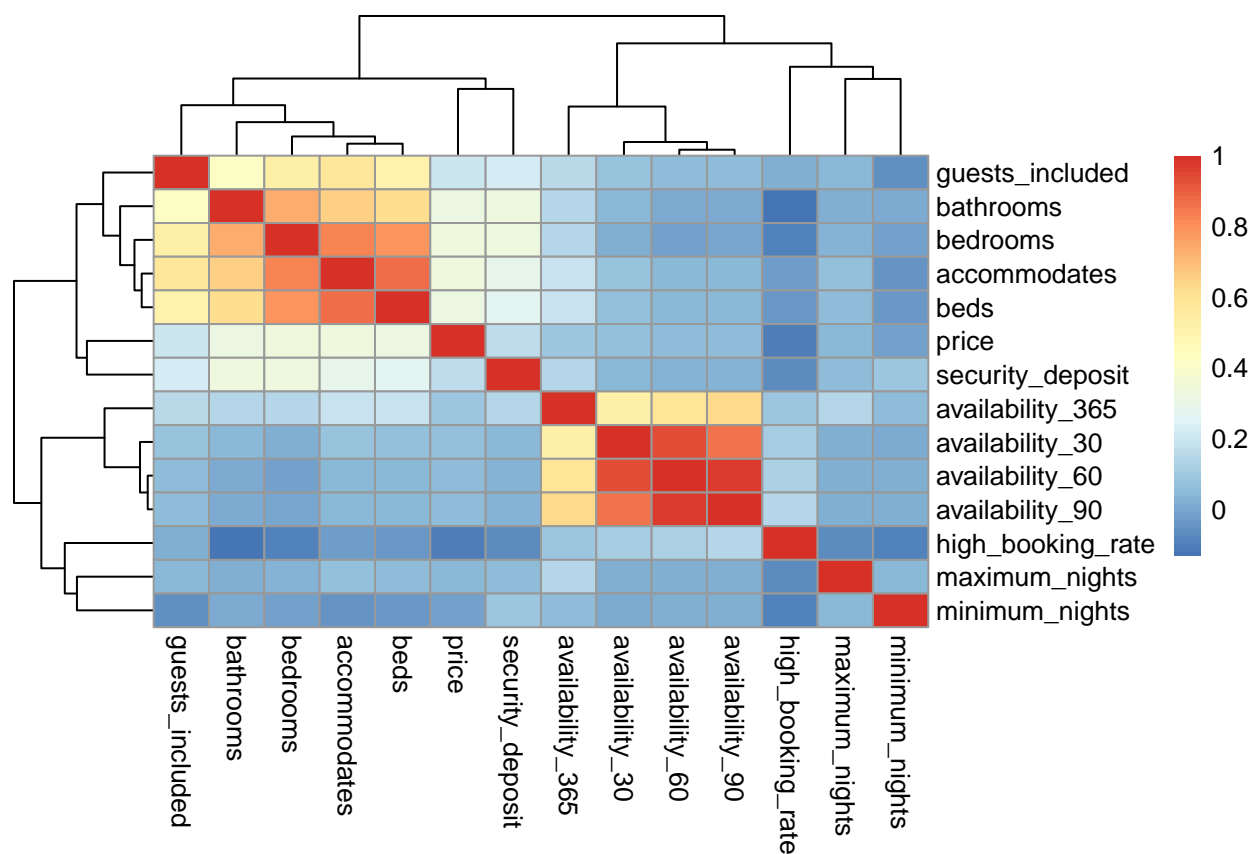 guests_included
bathrooms
bedrooms
accommodates
beds
price
security_deposit
availability_365
availability_30
availability_60
availability_90
high_booking_rate
maximum_nights
minimum_nights
1
0.8
0.6
0.4
0.2
0
guests_included
bathrooms
bedrooms
accommodates
beds
price
security_deposit
availability_365
availability_30
availability_60
availability_90
high_booking_rate
maximum_nights
minimum_nights